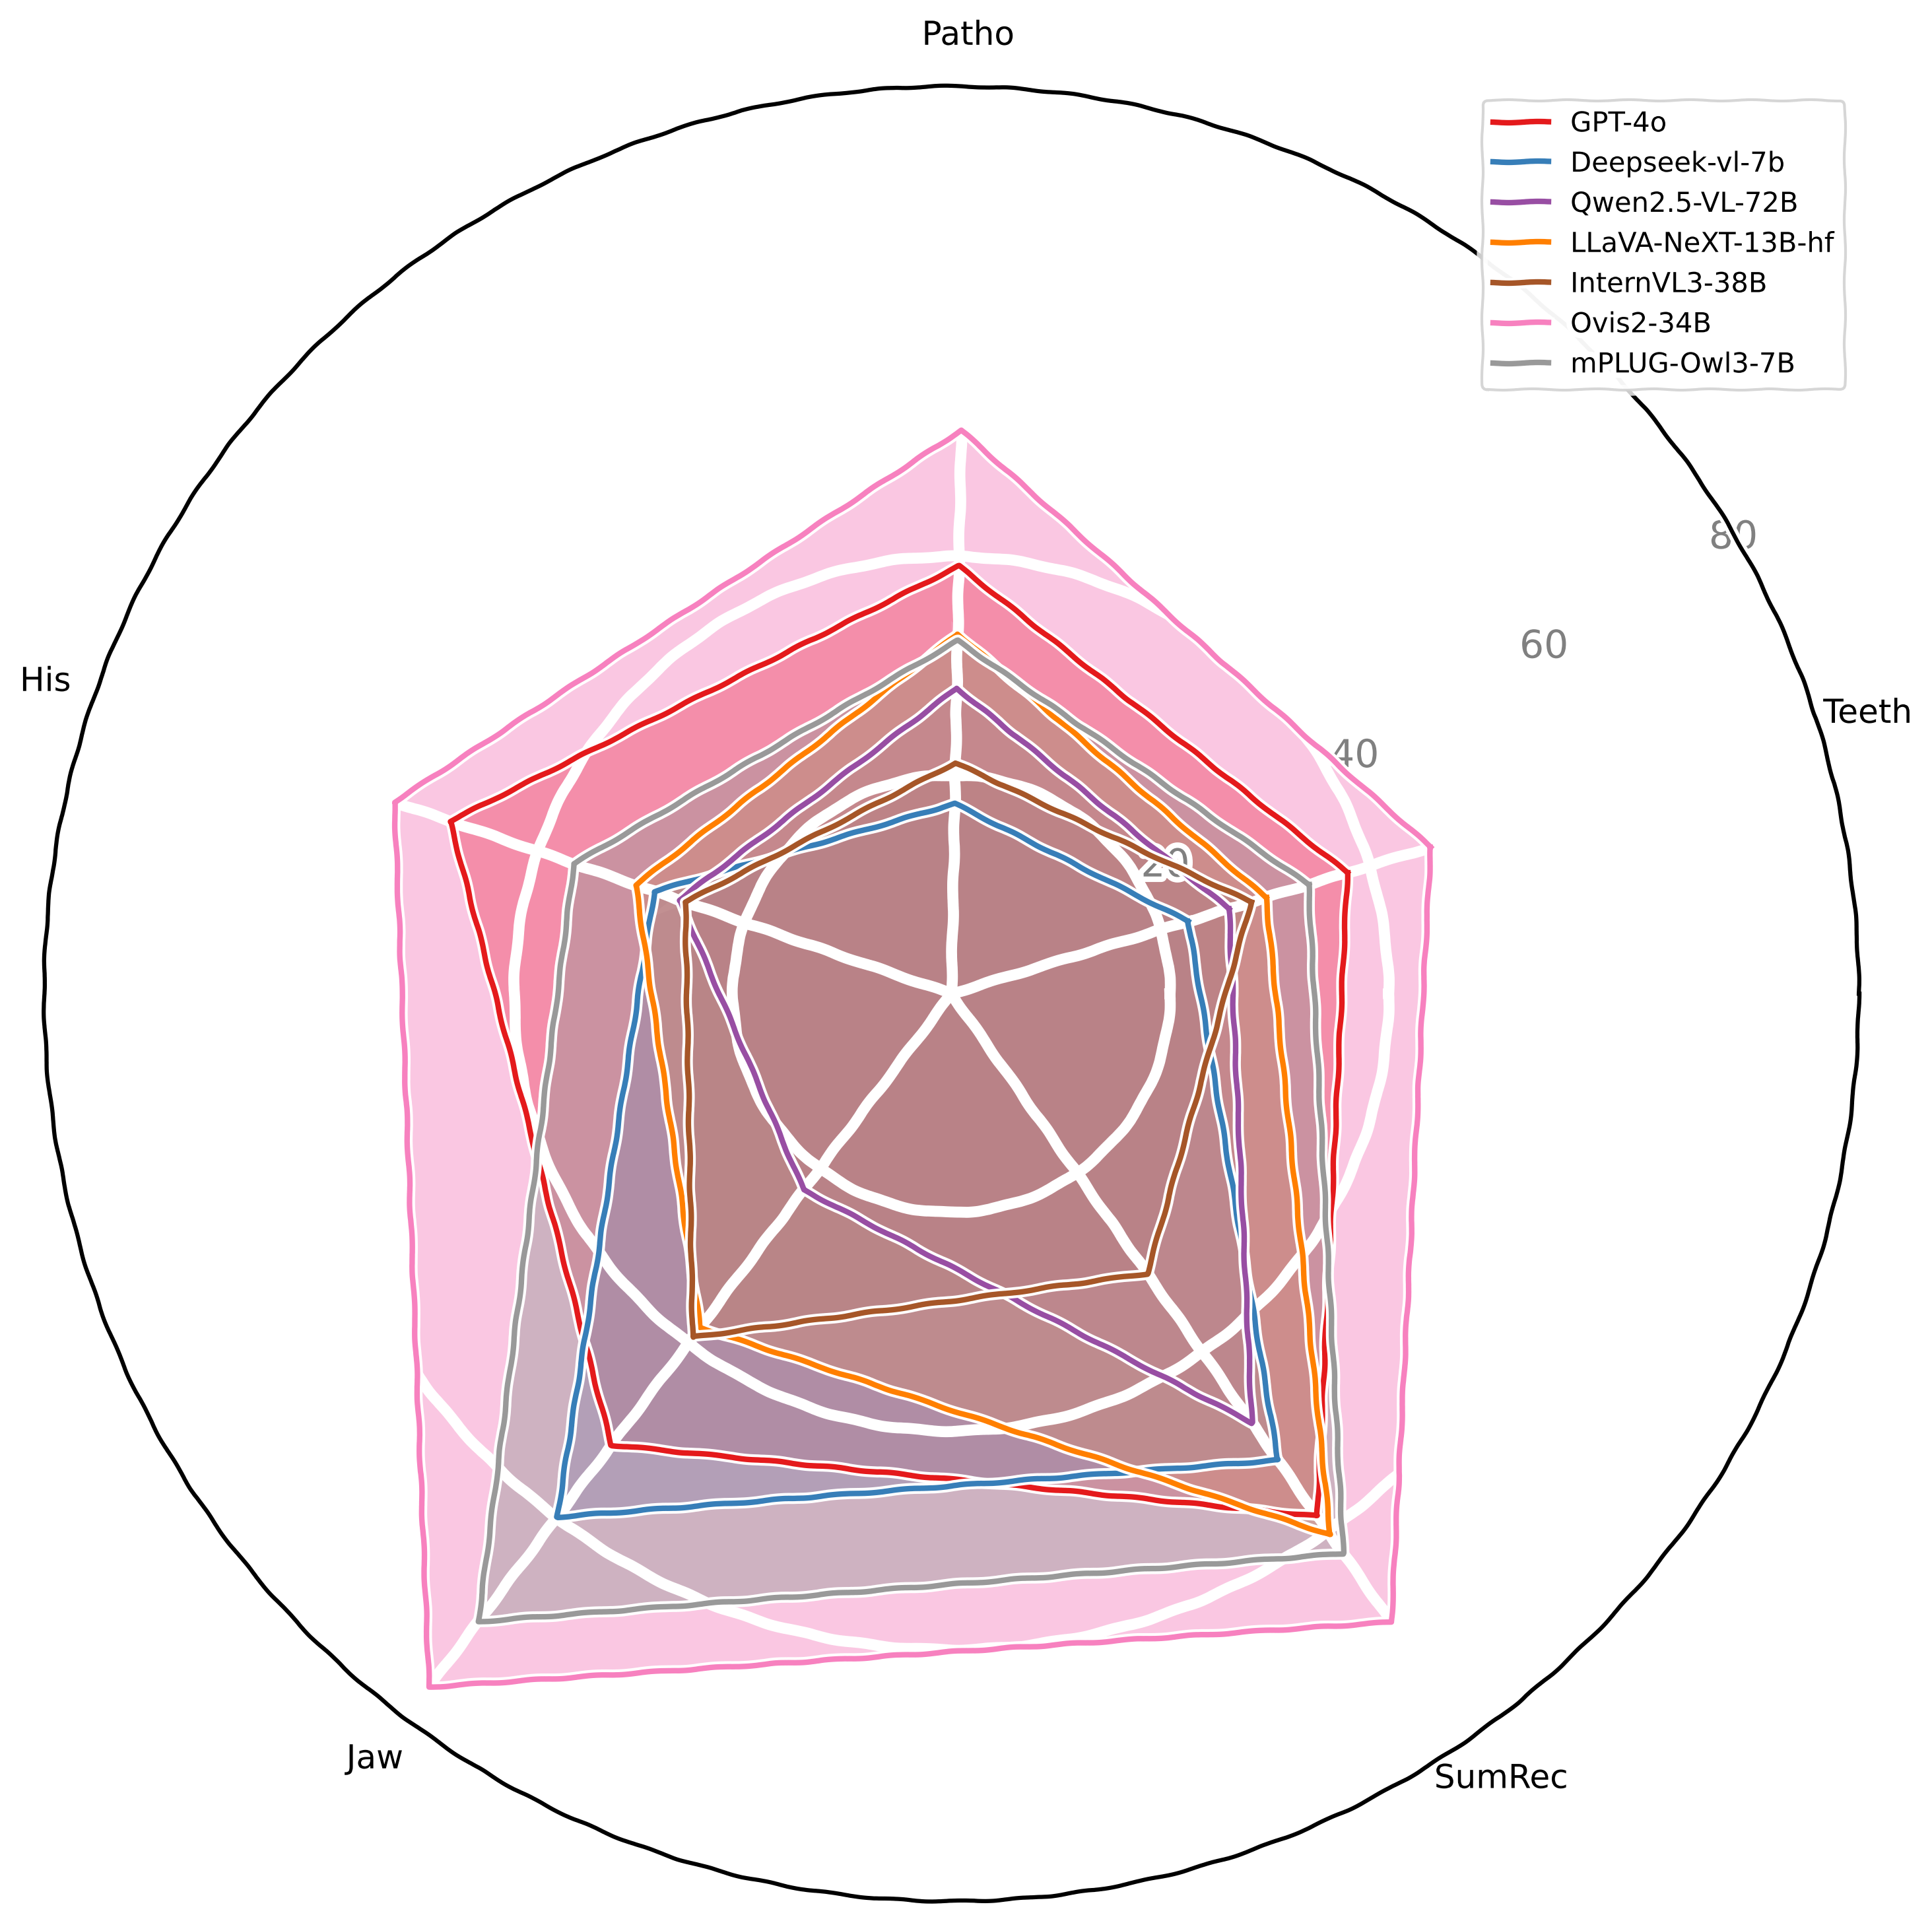 Patho
GPT-4o
Deepseek-vl-7b
Qwen2.5-VL-72B
LLaVA-NeXT-13B-hf
InternVL3-38B
Ovis2-34B
mPLUG-Owl3-7B
80
60
His
Teeth
40
20
Jaw
SumRec